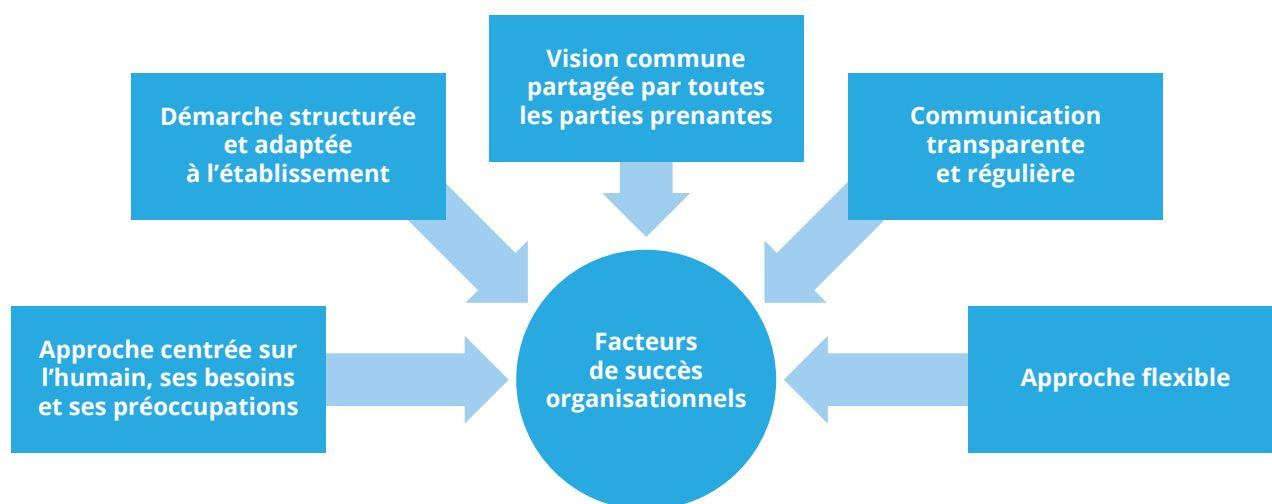 Vision commune
partagée par toutes
les parties prenantes
Démarche structurée
et adaptée
à l’établissement
Communication
transparente
et régulière
Approche centrée sur
l’humain, ses besoins
et ses préoccupations
Facteurs
de succès
organisationnels
Approche flexible